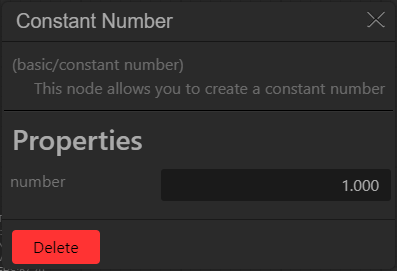 Constant Number
(basic/constant number)
This node allows you to create a constant number
Properties
number
1.000
Delete